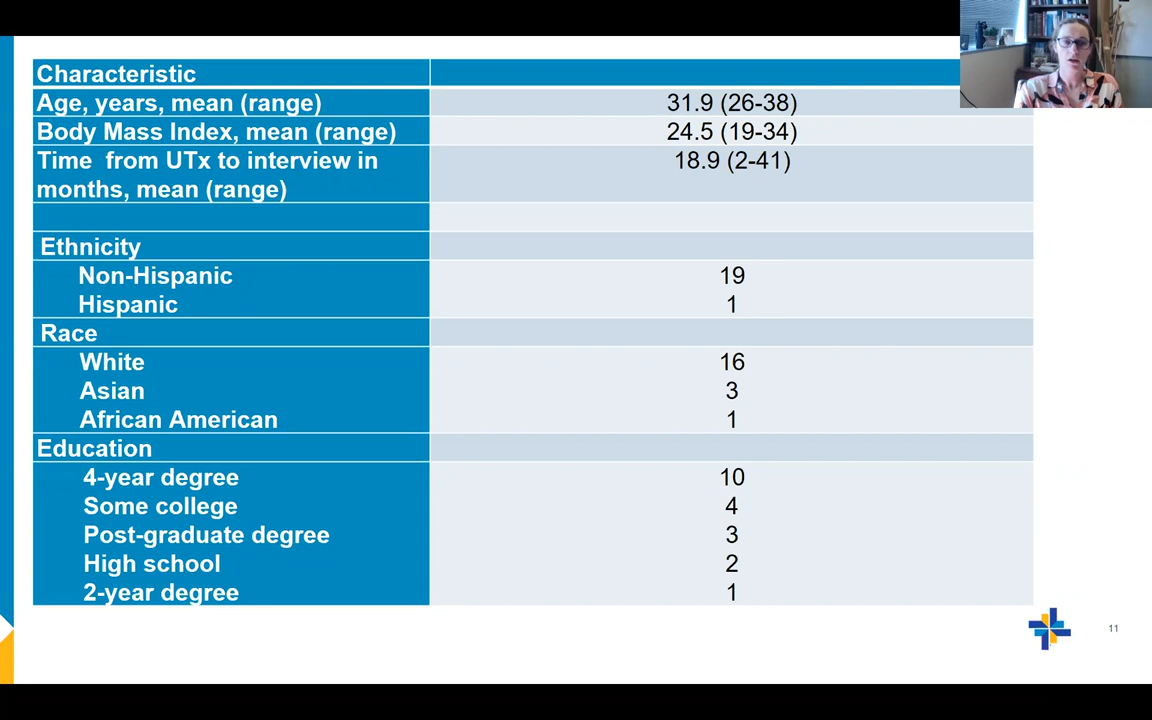 Characteristic
Age, years, mean (range) 31.9 (26-38)
Body Mass Index, mean (range) 24.5 (19-34)
Time from UTx to interview in 18.9 (2-41)
months, mean (range)
Ethnicity
Non-Hispanic 19
Hispanic 1
Race
White 16
Asian 3
African American 1
Education
4-year degree 10
Some college 4
Post-graduate degree 3
High school 2
2-year degree 1
11